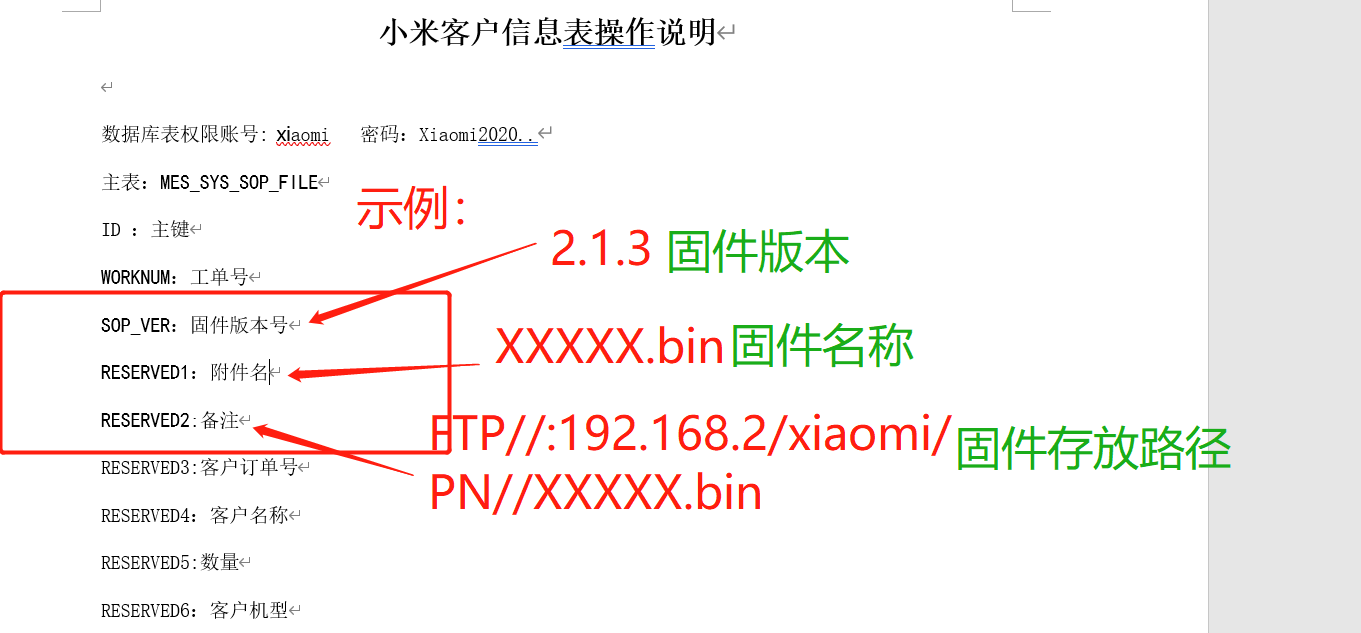 小米客户信息表操作说明
数据库表权限账号: xiaomi 密码: Xiaomi2020..
主表: MES_SYS_SOP_FILE
示例:
ID : 主键
2.1.3 固件版本
WORKNUM: 工单号
SOP_VER: 固件版本号
XXXXX.bin 固件名称
RESERVED1: 附件名
RESERVED2:备注
FTP//:192.168.2/xiaomi/ 固件存放路径
PN//XXXXX.bin
RESERVED3:客户订单号
RESERVED4: 客户名称
RESERVED5:数量
RESERVED6: 客户机型